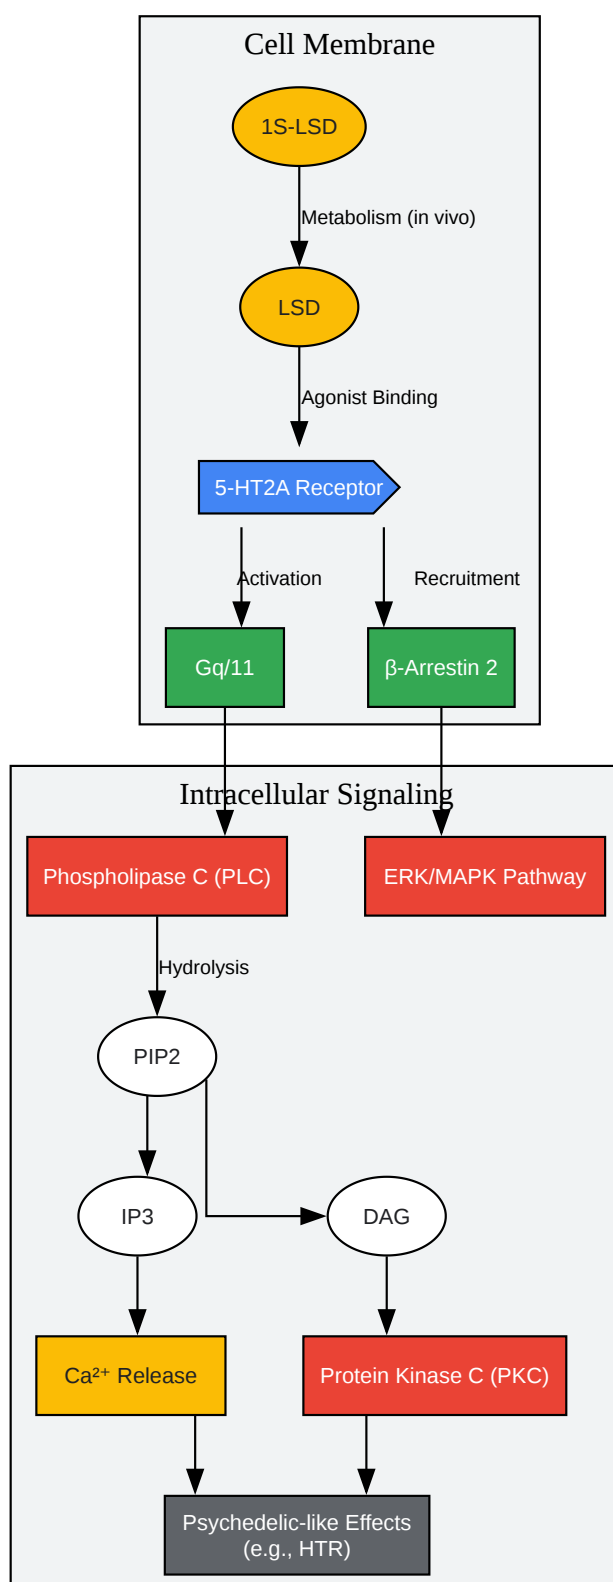 Cell Membrane
1S-LSD
Metabolism (in vivo)
LSD
Agonist Binding
5-HT2A Receptor
Activation
Recruitment
Gq/11
β-Arrestin 2
Intracellular Signaling
Phospholipase C (PLC)
ERK/MAPK Pathway
Hydrolysis
PIP2
IP3
DAG
Ca²⁺ Release
Protein Kinase C (PKC)
Psychedelic-like Effects
(e.g., HTR)